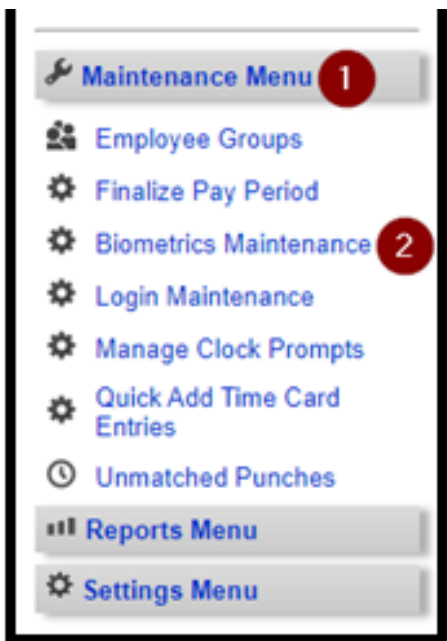 Maintenance Menu 1
Employee Groups
Finalize Pay Period
Biometrics Maintenance 2
Login Maintenance
Manage Clock Prompts
Quick Add Time Card
Entries
Unmatched Punches
Reports Menu
Settings Menu